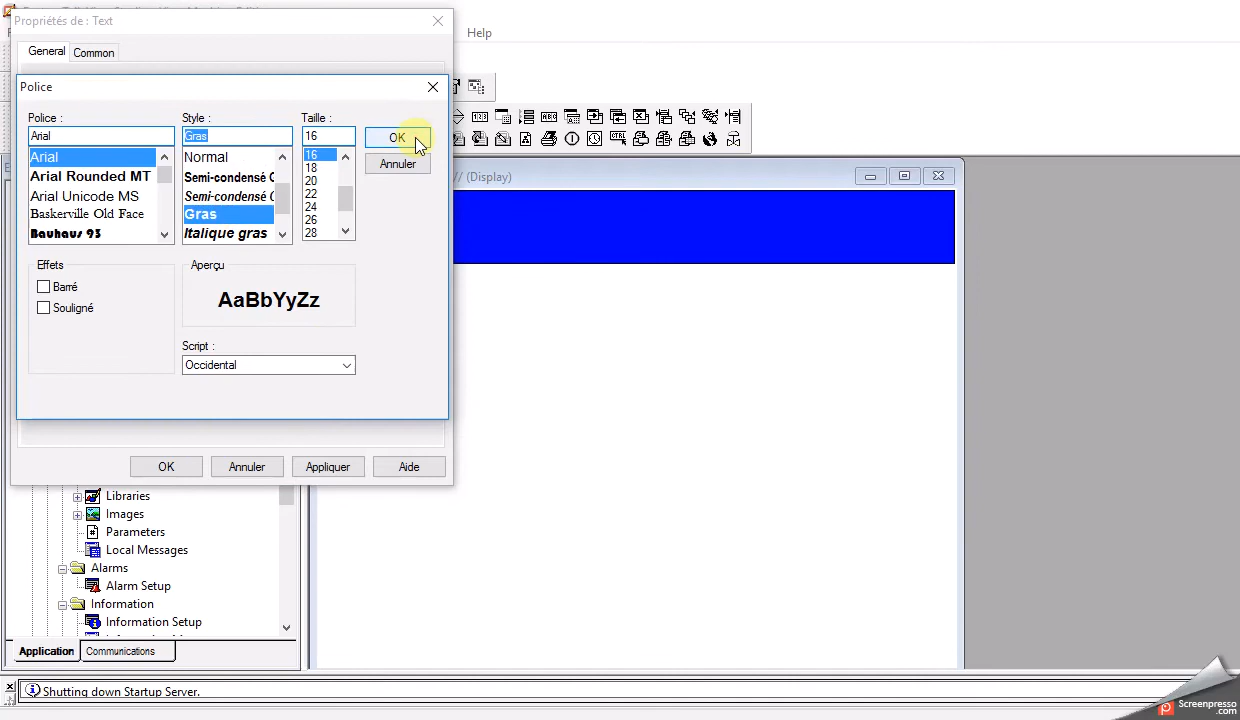 Propriétés de : Text
Help
General
Common
Police
Police :
Style :
Taille :
Arial
Gras
16
OK
Arial
Normal
16
Annuler
Arial Rounded MT
Semi-condensé
18
Arial Unicode MS
Semi-condensé
20
Baskerville Old Face
Gras
22
Bauhaus 93
Italique gras
24
26
28
// (Display)
Effets
Aperçu
Barré
Souligné
AaBbYyZz
Script :
Occidental
OK
Annuler
Appliquer
Aide
Libraries
Images
Parameters
Local Messages
Alarms
Alarm Setup
Information
Information Setup
Application
Communications
Shutting down Startup Server.
Screenpresso
.com